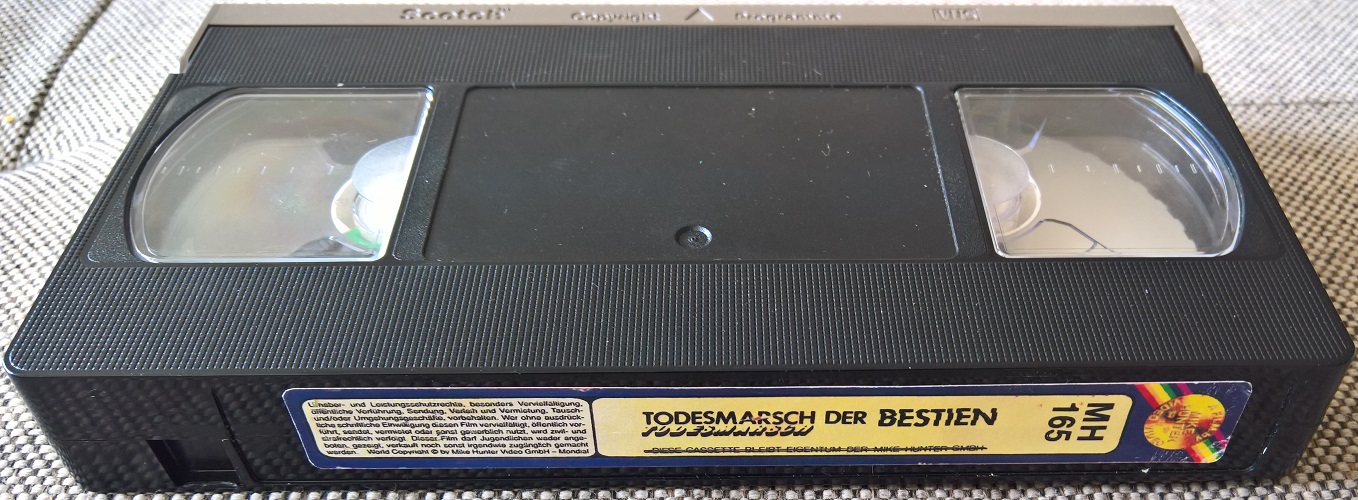 Scotch Copyright Programme VHS
Urheber- und Leistungsschutzrechte, besonders Vervielfältigung,
öffentliche Vorführung, Sendung, Verleih und Vermietung, Tausch-
und/oder Umgehungsgeschäfte, vorbehalten. Wer ohne ausdrück-
liche schriftliche Einwilligung diesen Film vervielfältigt, öffentlich vor-
führt, sendet, vermietet oder sonst gewerblich nutzt, wird zivil- und
strafrechtlich verfolgt. Dieser Film darf Jugendlichen weder ange-
boten, gezeigt, verkauft noch sonst irgendwie zugänglich gemacht
werden. World Copyright © by Mike Hunter Video GmbH – Mondial
TODESMARSCH DER BESTIEN
TODESMARSCH
DIESE CASSETTE BLEIBT EIGENTUM DER MIKE HUNTER GMBH
MH
165